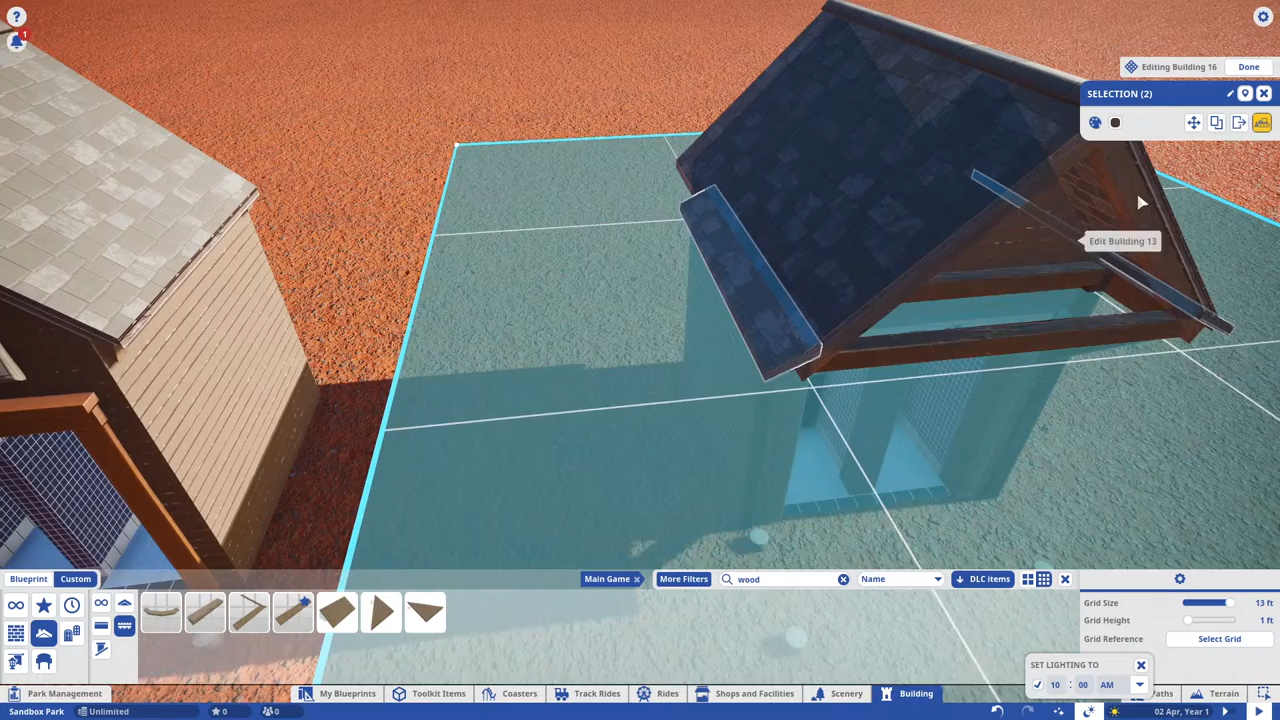 ?
1
Editing Building 16
Done
SELECTION (2)
Edit Building 13
Blueprint
Custom
Main Game
More Filters
wood
Name
DLC items
Grid Size
13 ft
Grid Height
1 ft
Grid Reference
Select Grid
SET LIGHTING TO
10 : 00 AM
Park Management
My Blueprints
Toolkit Items
Coasters
Track Rides
Rides
Shops and Facilities
Scenery
Building
Paths
Terrain
Sandbox Park
Unlimited
0
0
02 Apr, Year 1